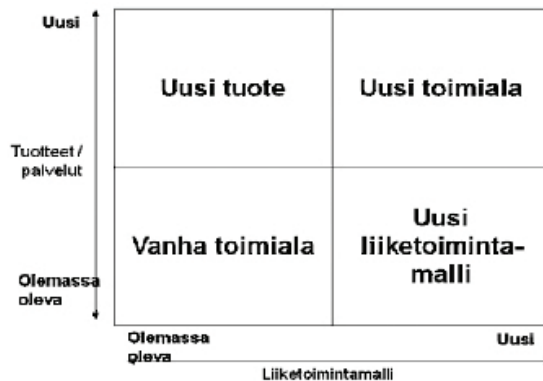 Uusi
Uusi tuote
Uusi toimiala
Tuotteet /
palvelut
Vanha toimiala
Uusi
liiketoiminta-
malli
Olemassa
oleva
Olemassa
oleva
Uusi
Liiketoimintamalli